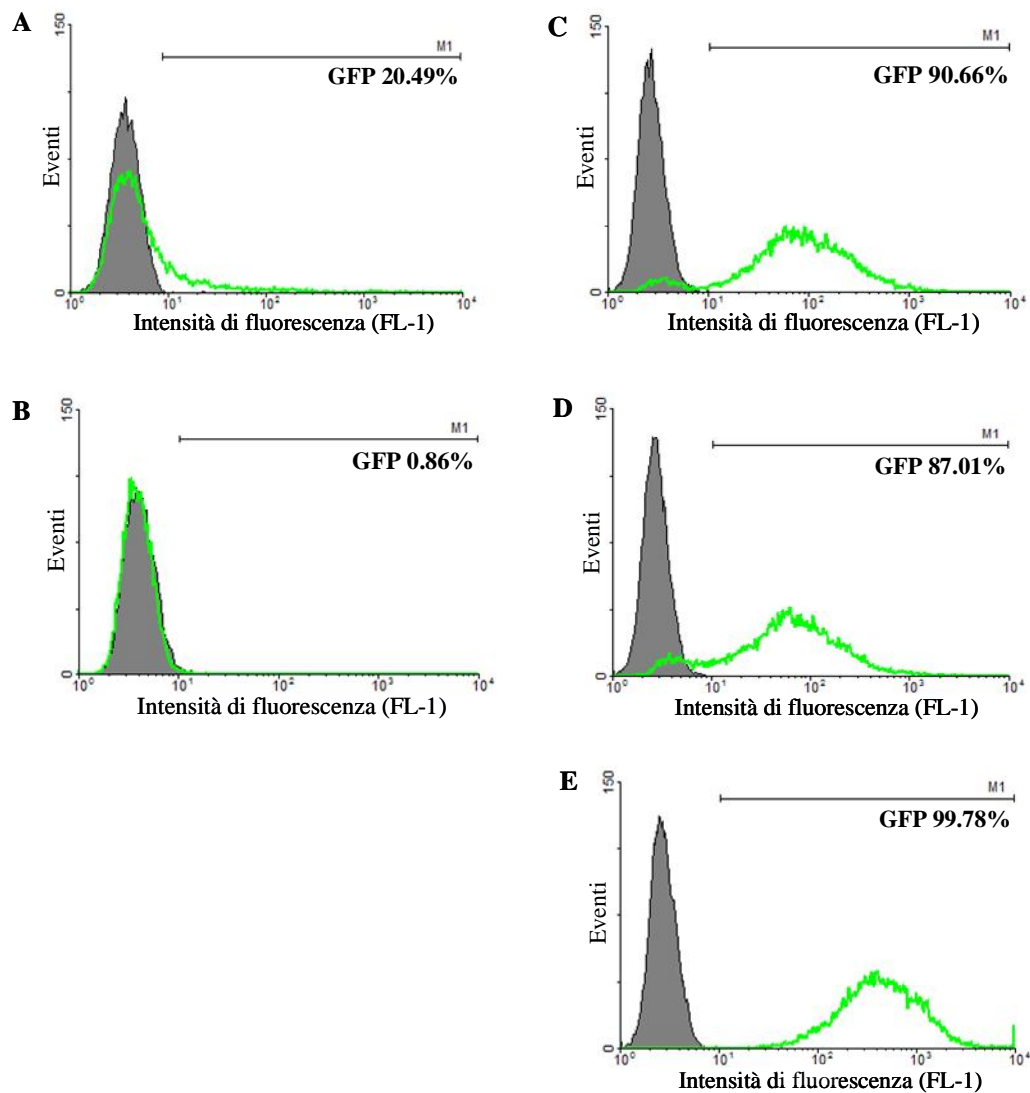 A
150
M1
GFP 20.49%
Eventi
0
10⁰ 10¹ 10² 10³ 10⁴
Intensità di fluorescenza (FL-1)
B
150
M1
GFP 0.86%
Eventi
0
10⁰ 10¹ 10² 10³ 10⁴
Intensità di fluorescenza (FL-1)
C
150
M1
GFP 90.66%
Eventi
0
10⁰ 10¹ 10² 10³ 10⁴
Intensità di fluorescenza (FL-1)
D
150
M1
GFP 87.01%
Eventi
0
10⁰ 10¹ 10² 10³ 10⁴
Intensità di fluorescenza (FL-1)
E
150
M1
GFP 99.78%
Eventi
0
10⁰ 10¹ 10² 10³ 10⁴
Intensità di fluorescenza (FL-1)